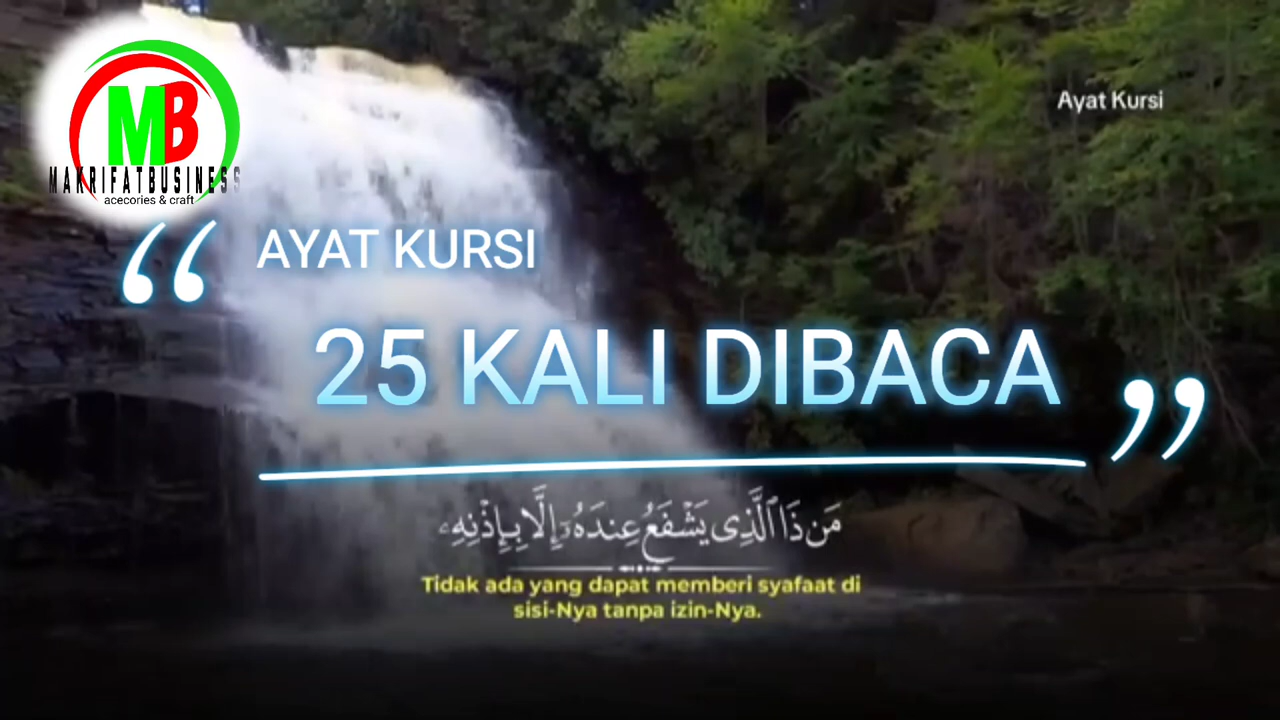 MB
MAKRIFATBUSINESS
acecories & craft
Ayat Kursi
“ AYAT KURSI
25 KALI DIBACA ”
مَن ذَا ٱلَّذِى يَشْفَعُ عِندَهُۥٓ إِلَّا بِإِذْنِهِۦ
Tidak ada yang dapat memberi syafaat di
sisi-Nya tanpa izin-Nya.